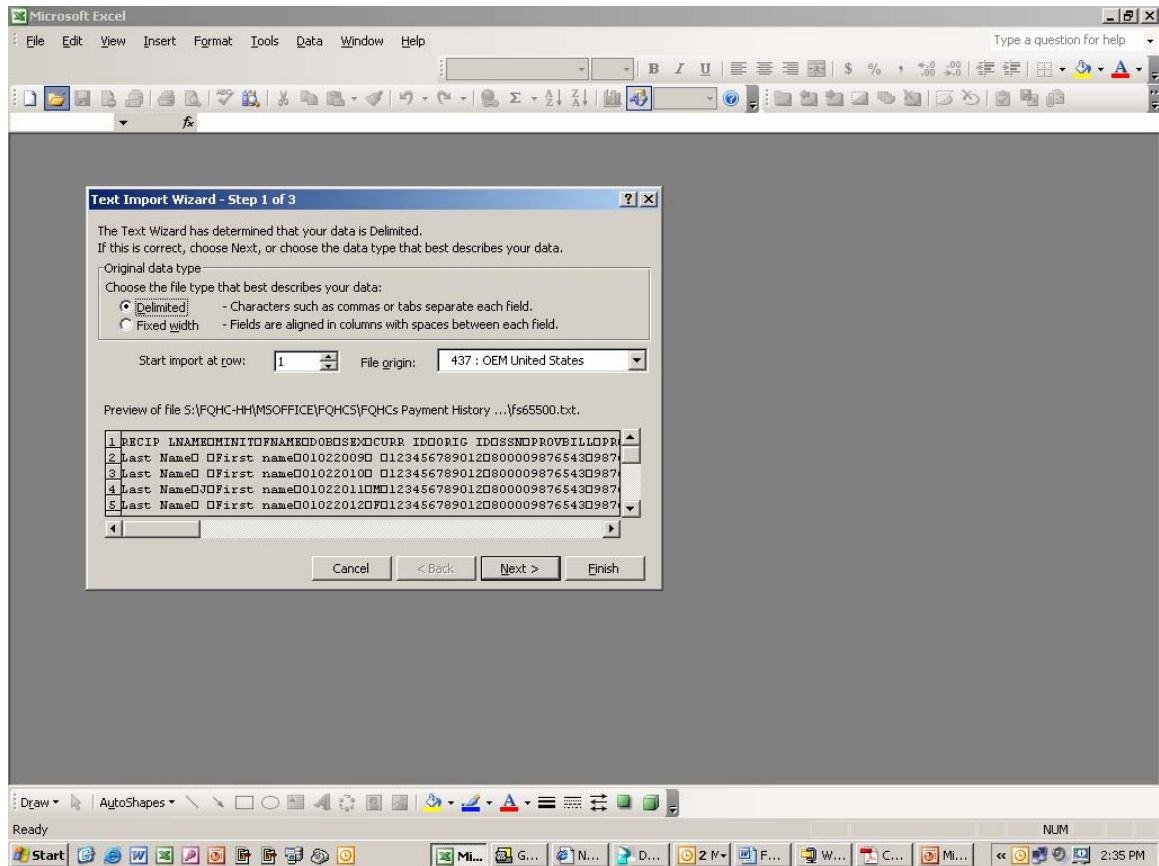 Microsoft Excel
File Edit View Insert Format Tools Data Window Help
Type a question for help
B I U $ % , .00
Σ
fx
Text Import Wizard - Step 1 of 3
The Text Wizard has determined that your data is Delimited.
If this is correct, choose Next, or choose the data type that best describes your data.
Original data type
Choose the file type that best describes your data:
Delimited - Characters such as commas or tabs separate each field.
Fixed width - Fields are aligned in columns with spaces between each field.
Start import at row: 1 File origin: 437 : OEM United States
Preview of file S:\FQHC-HH\MSOFFICE\FQHCS\FQHCs Payment History ...\fs65500.txt.
1 RECIP LNAME□MINIT□FNAME□DOB□SEX□CURR ID□ORIG ID□SSN□PROVBILL□PR
2 Last Name□ □First name□01022009□ □123456789012□800009876543□987
3 Last Name□ □First name□01022010□ □123456789012□800009876543□987
4 Last Name□J□First name□01022011□M□123456789012□800009876543□987
5 Last Name□ □First name□01022012□F□123456789012□800009876543□987
Cancel < Back Next > Finish
Draw AutoShapes A
Ready NUM
Start Mi... G... N... D... 2 M F... W... C... Mi... « 2:35 PM